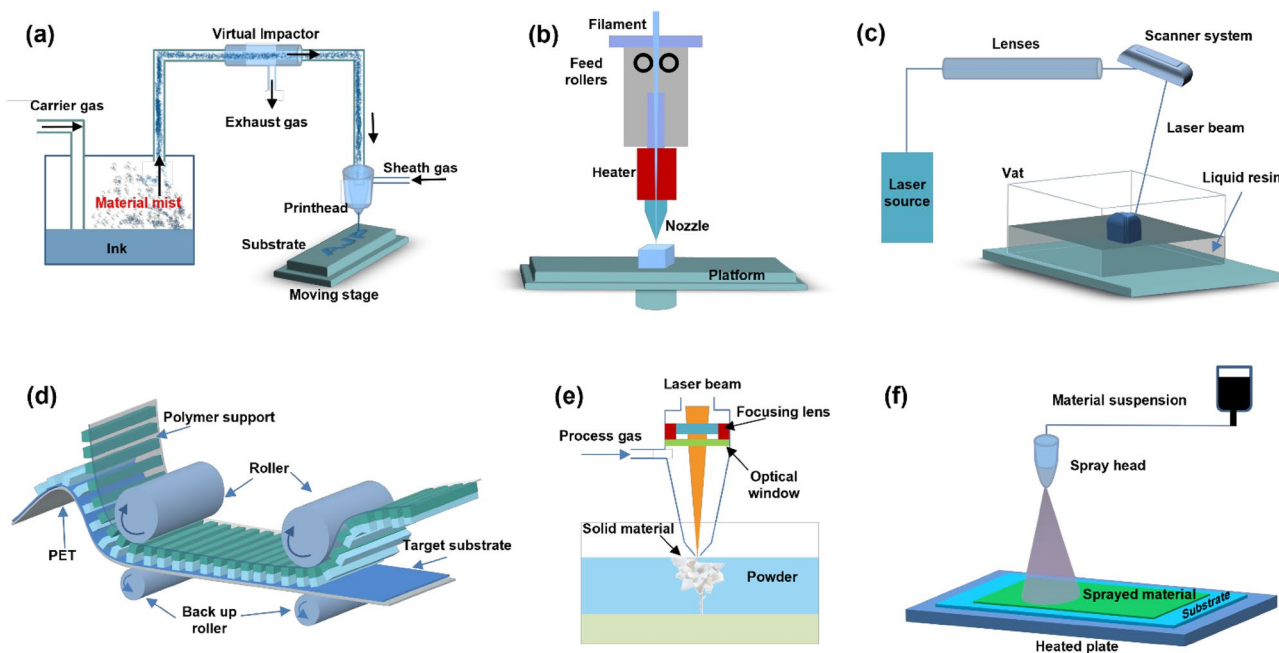 (a)
Virtual Impactor
Carrier gas
Exhaust gas
Sheath gas
Material mist
Printhead
Ink
Substrate
AJP
Moving stage
(b)
Filament
Feed
rollers
Heater
Nozzle
Platform
(c)
Scanner system
Lenses
Laser beam
Laser
source
Vat
Liquid resin
(d)
Polymer support
Roller
PET
Target substrate
Back up
roller
(e)
Laser beam
Focusing lens
Process gas
Optical
window
Solid material
Powder
(f)
Material suspension
Spray head
Sprayed material
Substrate
Heated plate